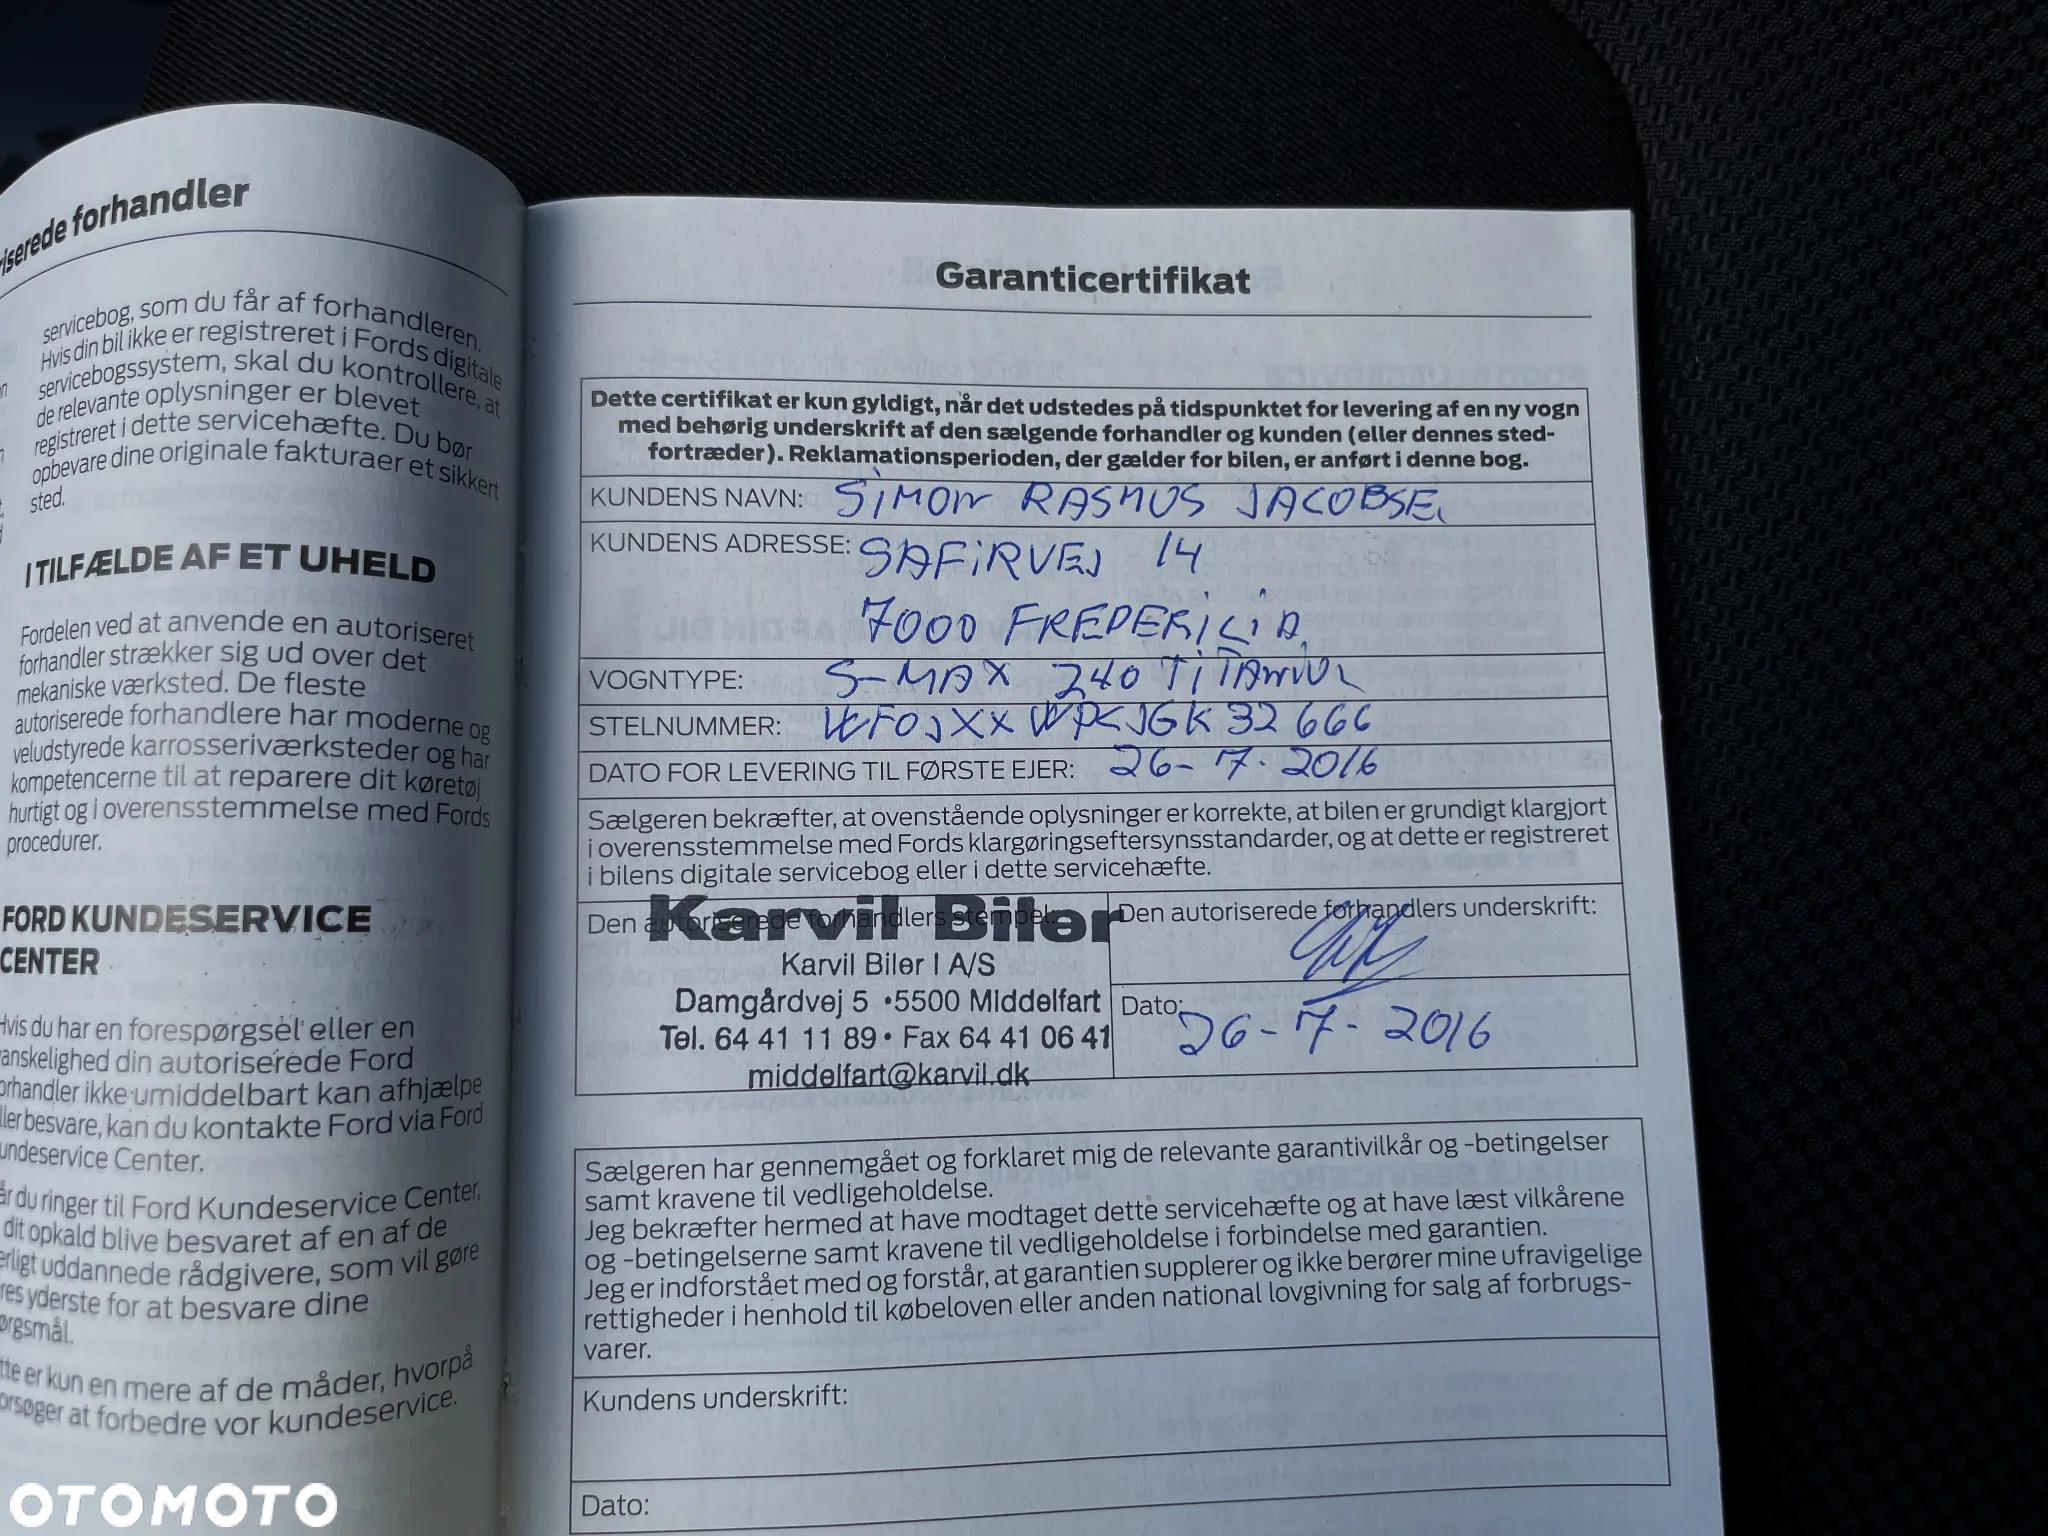 riserede forhandler
servicebog, som du får af forhandleren.
Hvis din bil ikke er registreret i Fords digitale
servicebogssystem, skal du kontrollere, at
de relevante oplysninger er blevet
registreret i dette servicehæfte. Du bør
opbevare dine originale fakturaer et sikkert
sted.
I TILFÆLDE AF ET UHELD
Fordelen ved at anvende en autoriseret
forhandler strækker sig ud over det
mekaniske værksted. De fleste
autoriserede forhandlere har moderne og
veludstyrede karrosseriværksteder og har
kompetencerne til at reparere dit køretøj
hurtigt og i overensstemmelse med Fords
procedurer.
FORD KUNDESERVICE
CENTER
Hvis du har en forespørgsel eller en
anskelighed din autoriserede Ford
orhandler ikke umiddelbart kan afhjælpe
ller besvare, kan du kontakte Ford via Ford
undeservice Center.
år du ringer til Ford Kundeservice Center,
dit opkald blive besvaret af en af de
erligt uddannede rådgivere, som vil gøre
res yderste for at besvare dine
ørgsmål.
tte er kun en mere af de måder, hvorpå
orsøger at forbedre vor kundeservice.
Garanticertifikat
Dette certifikat er kun gyldigt, når det udstedes på tidspunktet for levering af en ny vogn
med behørig underskrift af den sælgende forhandler og kunden (eller dennes sted-
fortræder). Reklamationsperioden, der gælder for bilen, er anført i denne bog.
KUNDENS NAVN: SIMON RASMUS JACOBSEN
KUNDENS ADRESSE: SAFIRVEJ 14
7000 FREDERICIA
VOGNTYPE: S-MAX 240 TITANIUM
STELNUMMER: WF0JXXWPCJGK32666
DATO FOR LEVERING TIL FØRSTE EJER: 26-7-2016
Sælgeren bekræfter, at ovenstående oplysninger er korrekte, at bilen er grundigt klargjort
i overensstemmelse med Fords klargøringseftersynsstandarder, og at dette er registreret
i bilens digitale servicebog eller i dette servicehæfte.
Den autoriserede forhandlers stempel:
Karvil Biler
Karvil Biler I A/S
Damgårdvej 5 • 5500 Middelfart
Tel. 64 41 11 89 • Fax 64 41 06 41
middelfart@karvil.dk
Den autoriserede forhandlers underskrift:
Dato: 26-7-2016
Sælgeren har gennemgået og forklaret mig de relevante garantivilkår og -betingelser
samt kravene til vedligeholdelse.
Jeg bekræfter hermed at have modtaget dette servicehæfte og at have læst vilkårene
og -betingelserne samt kravene til vedligeholdelse i forbindelse med garantien.
Jeg er indforstået med og forstår, at garantien supplerer og ikke berører mine ufravigelige
rettigheder i henhold til købeloven eller anden national lovgivning for salg af forbrugs-
varer.
Kundens underskrift:
Dato:
OTOMOTO